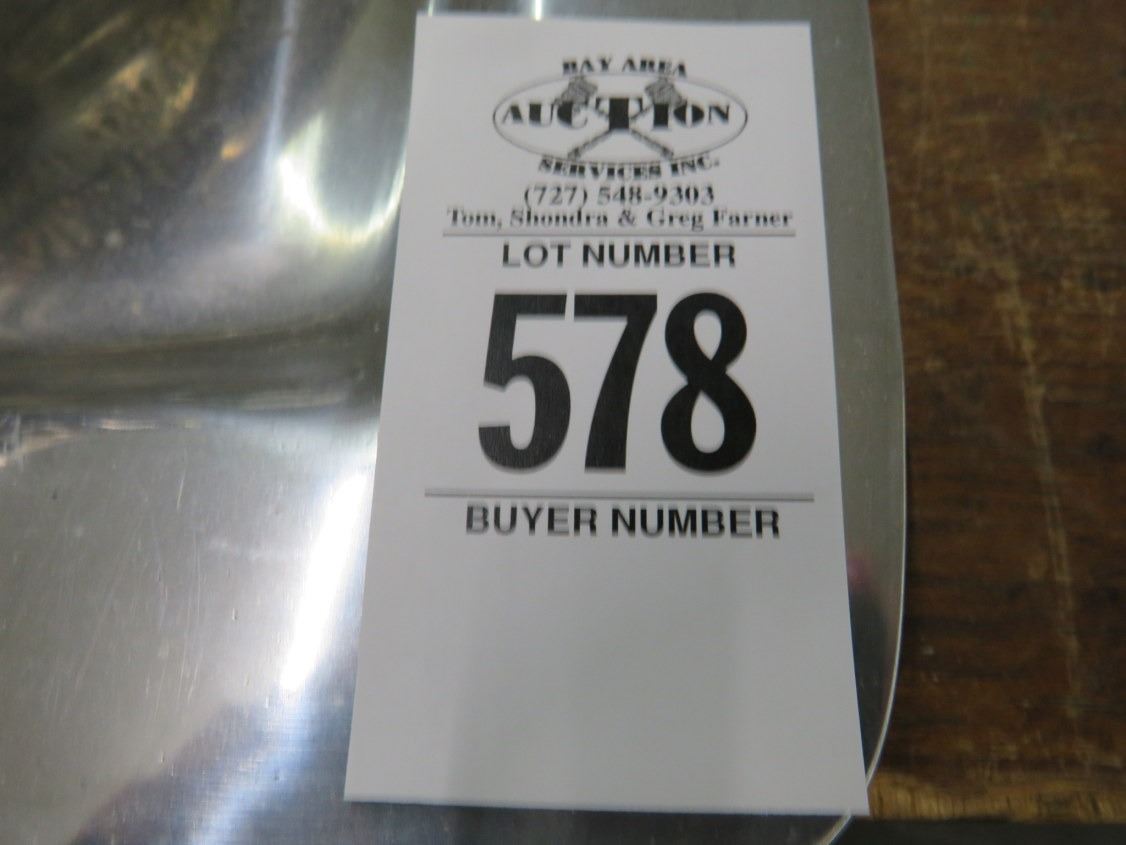 BAY AREA
AUCTION
SERVICES INC.
(727) 548-9303
Tom, Shondra & Greg Farner
LOT NUMBER
578
BUYER NUMBER